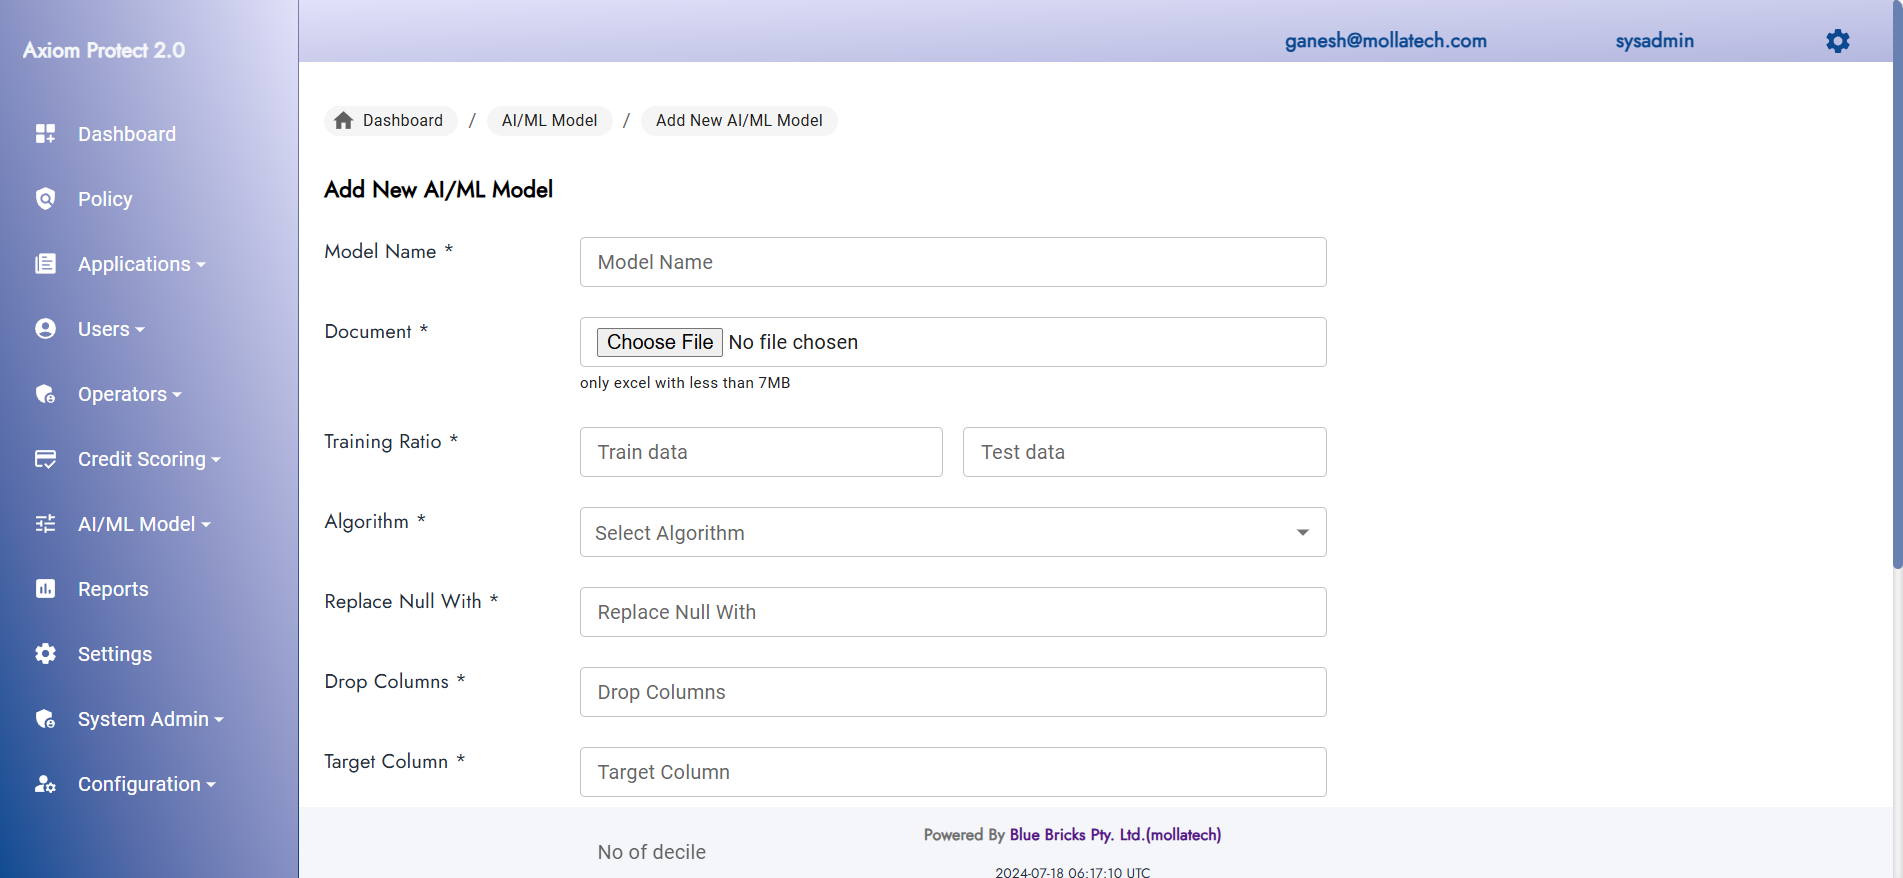 Axiom Protect 2.0
ganesh@mollatech.com
sysadmin
Dashboard
Policy
Applications
Users
Operators
Credit Scoring
AI/ML Model
Reports
Settings
System Admin
Configuration
Dashboard / AI/ML Model / Add New AI/ML Model
Add New AI/ML Model
Model Name *
Model Name
Document *
Choose File No file chosen
only excel with less than 7MB
Training Ratio *
Train data
Test data
Algorithm *
Select Algorithm
Replace Null With *
Replace Null With
Drop Columns *
Drop Columns
Target Column *
Target Column
No of decile
Powered By Blue Bricks Pty. Ltd.(mollatech)
2024-07-18 06:17:10 UTC